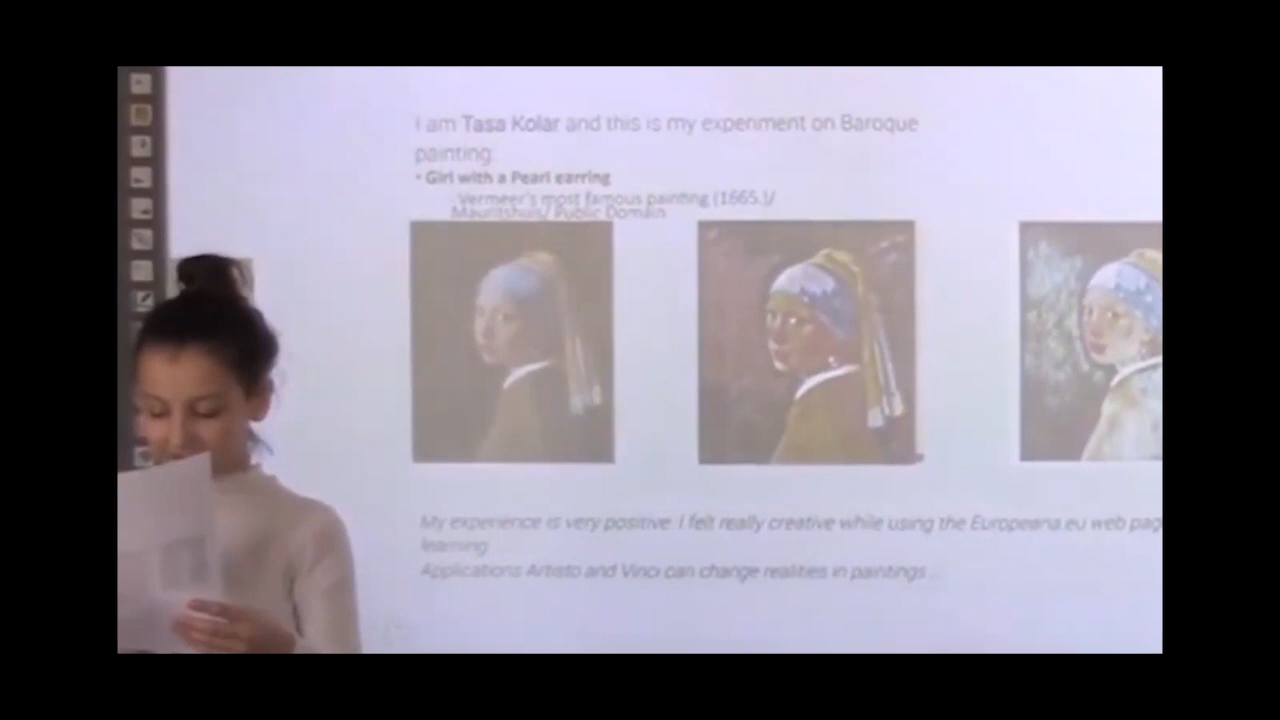 I am Tasa Kolar and this is my experiment on Baroque
painting:
• Girl with a Pearl earring
Vermeer's most famous painting (1665.)/
Mauritshuis/ Public Domain
My experience is very positive. I felt really creative while using the Europeana.eu web pag
learning
Applications Artisto and Vinci can change realities in paintings...